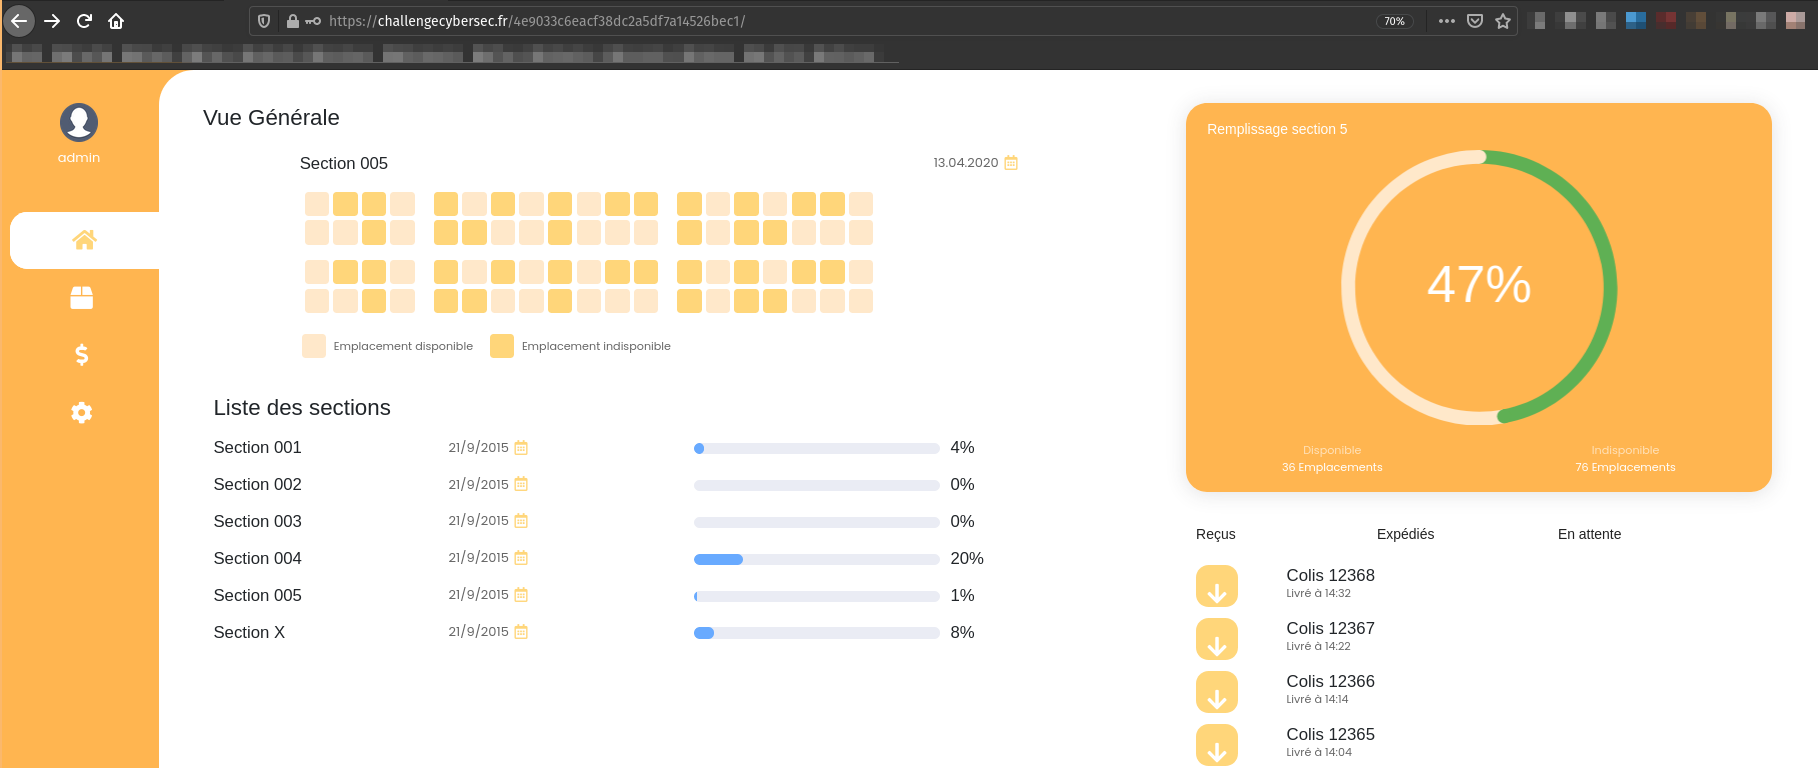 https://challengecybersec.fr/4e9033c6eacf38dc2a5df7a14526bec1/
70%
admin
Vue Générale
Section 005
13.04.2020
Emplacement disponible
Emplacement indisponible
Liste des sections
Section 001 21/9/2015 4%
Section 002 21/9/2015 0%
Section 003 21/9/2015 0%
Section 004 21/9/2015 20%
Section 005 21/9/2015 1%
Section X 21/9/2015 8%
Remplissage section 5
47%
Disponible
36 Emplacements
Indisponible
76 Emplacements
Reçus Expédiés En attente
Colis 12368
Livré à 14:32
Colis 12367
Livré à 14:22
Colis 12366
Livré à 14:14
Colis 12365
Livré à 14:04